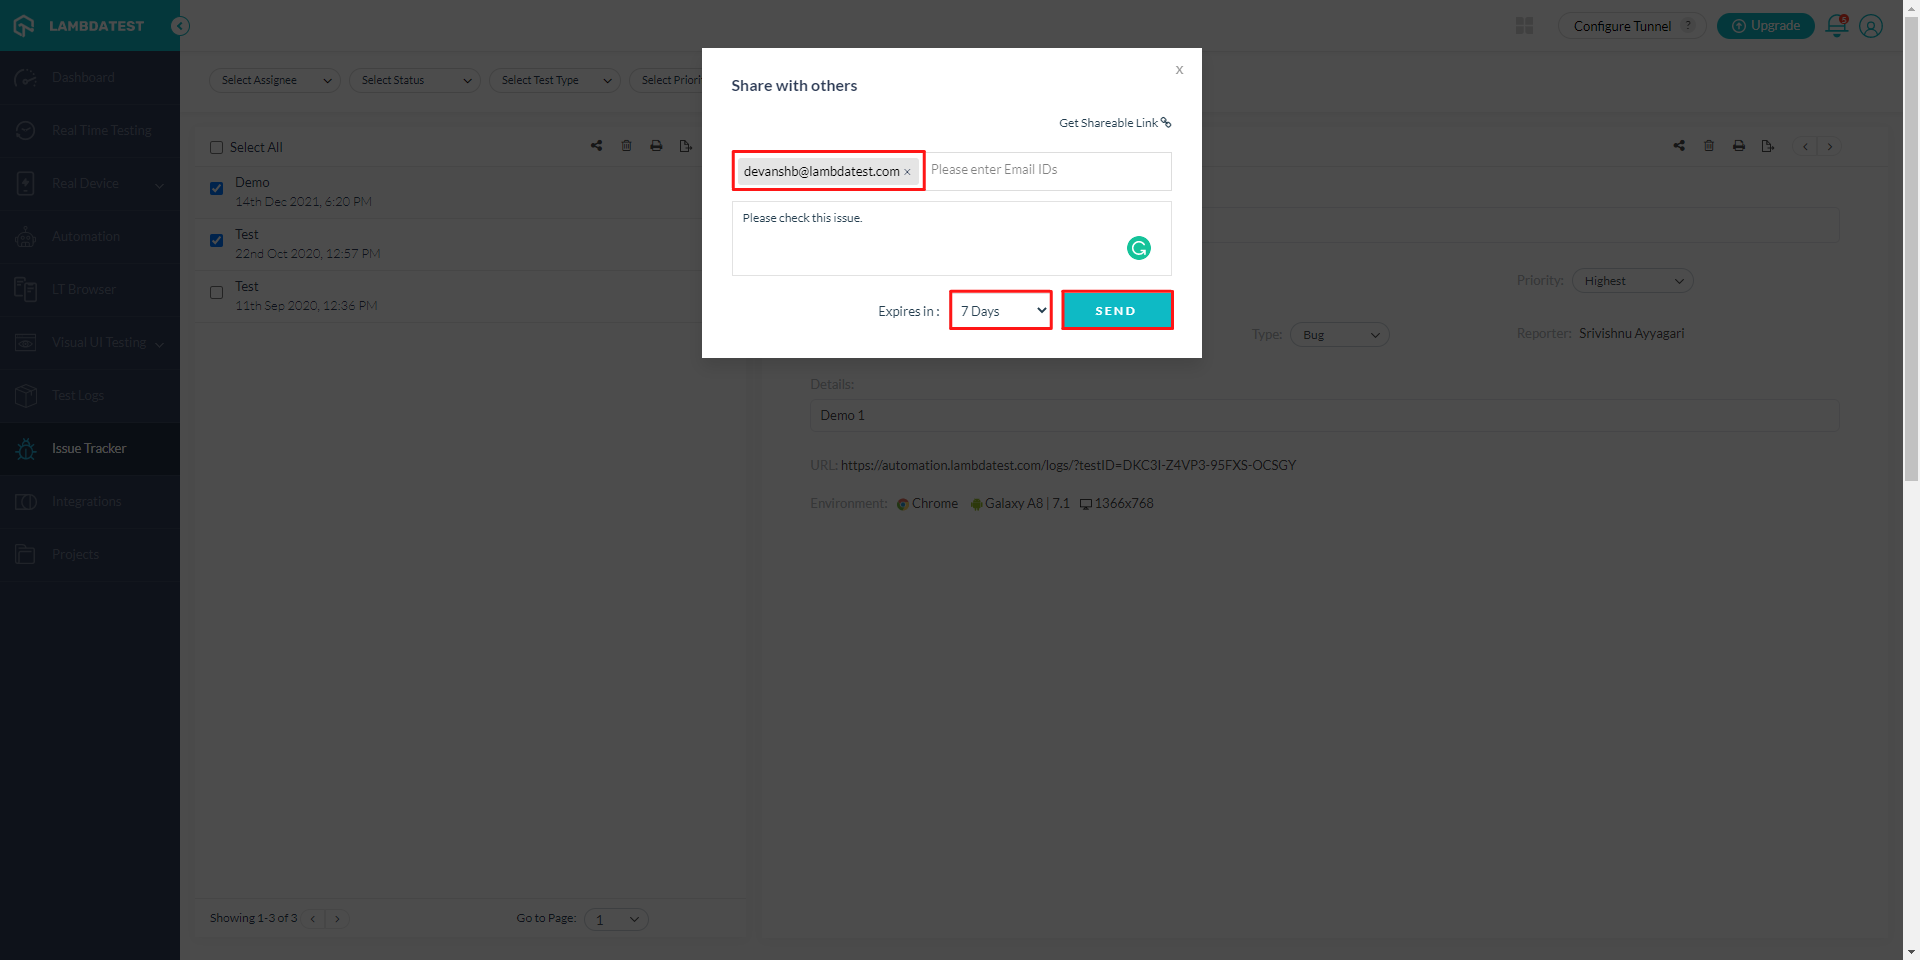 LAMBDATEST
Configure Tunnel ?
Upgrade
5
Dashboard
Real Time Testing
Real Device
Automation
LT Browser
Visual UI Testing
Test Logs
Issue Tracker
Integrations
Projects
Select Assignee
Select Status
Select Test Type
Select Priori
Select All
Demo
14th Dec 2021, 6:20 PM
Test
22nd Oct 2020, 12:57 PM
Test
11th Sep 2020, 12:36 PM
Showing 1-3 of 3
Go to Page: 1
Share with others
x
Get Shareable Link
devanshb@lambdatest.com × Please enter Email IDs
Please check this issue.
Expires in : 7 Days SEND
Priority: Highest
Type: Bug
Reporter: Srivishnu Ayyagari
Details:
Demo 1
URL: https://automation.lambdatest.com/logs/?testID=DKC3I-Z4VP3-95FXS-OCSGY
Environment: Chrome Galaxy A8 | 7.1 1366x768